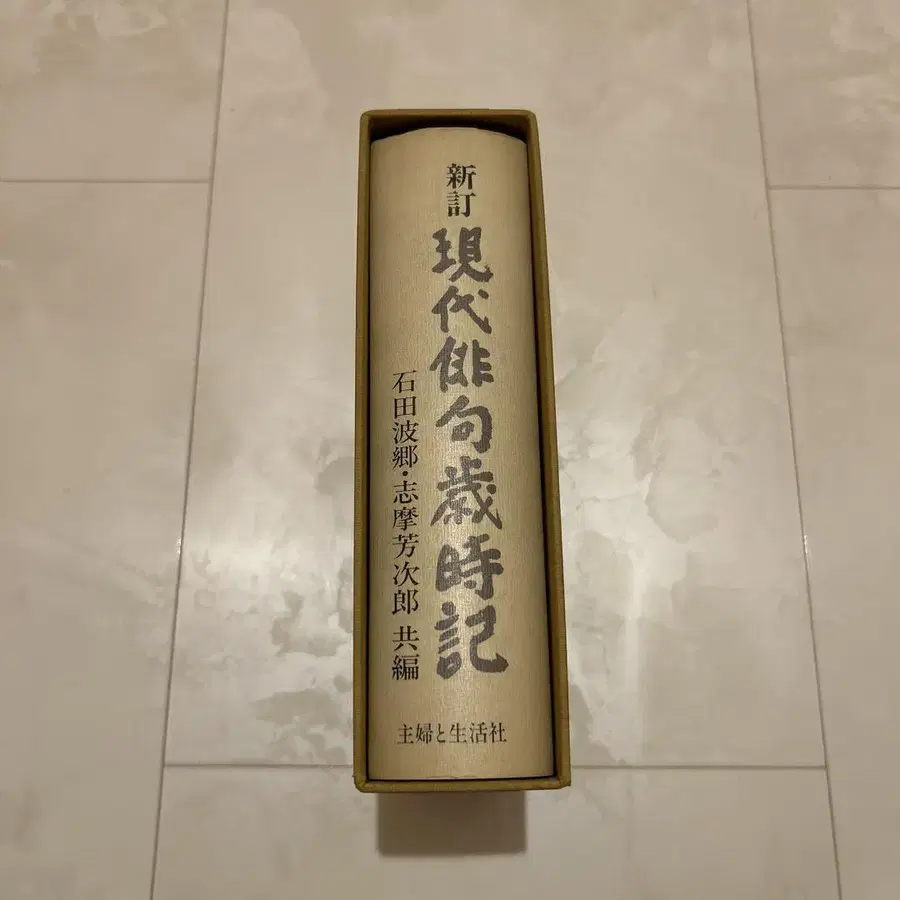 新訂
現代俳句歳時記
石田波郷・志摩芳次郎 共編
主婦と生活社